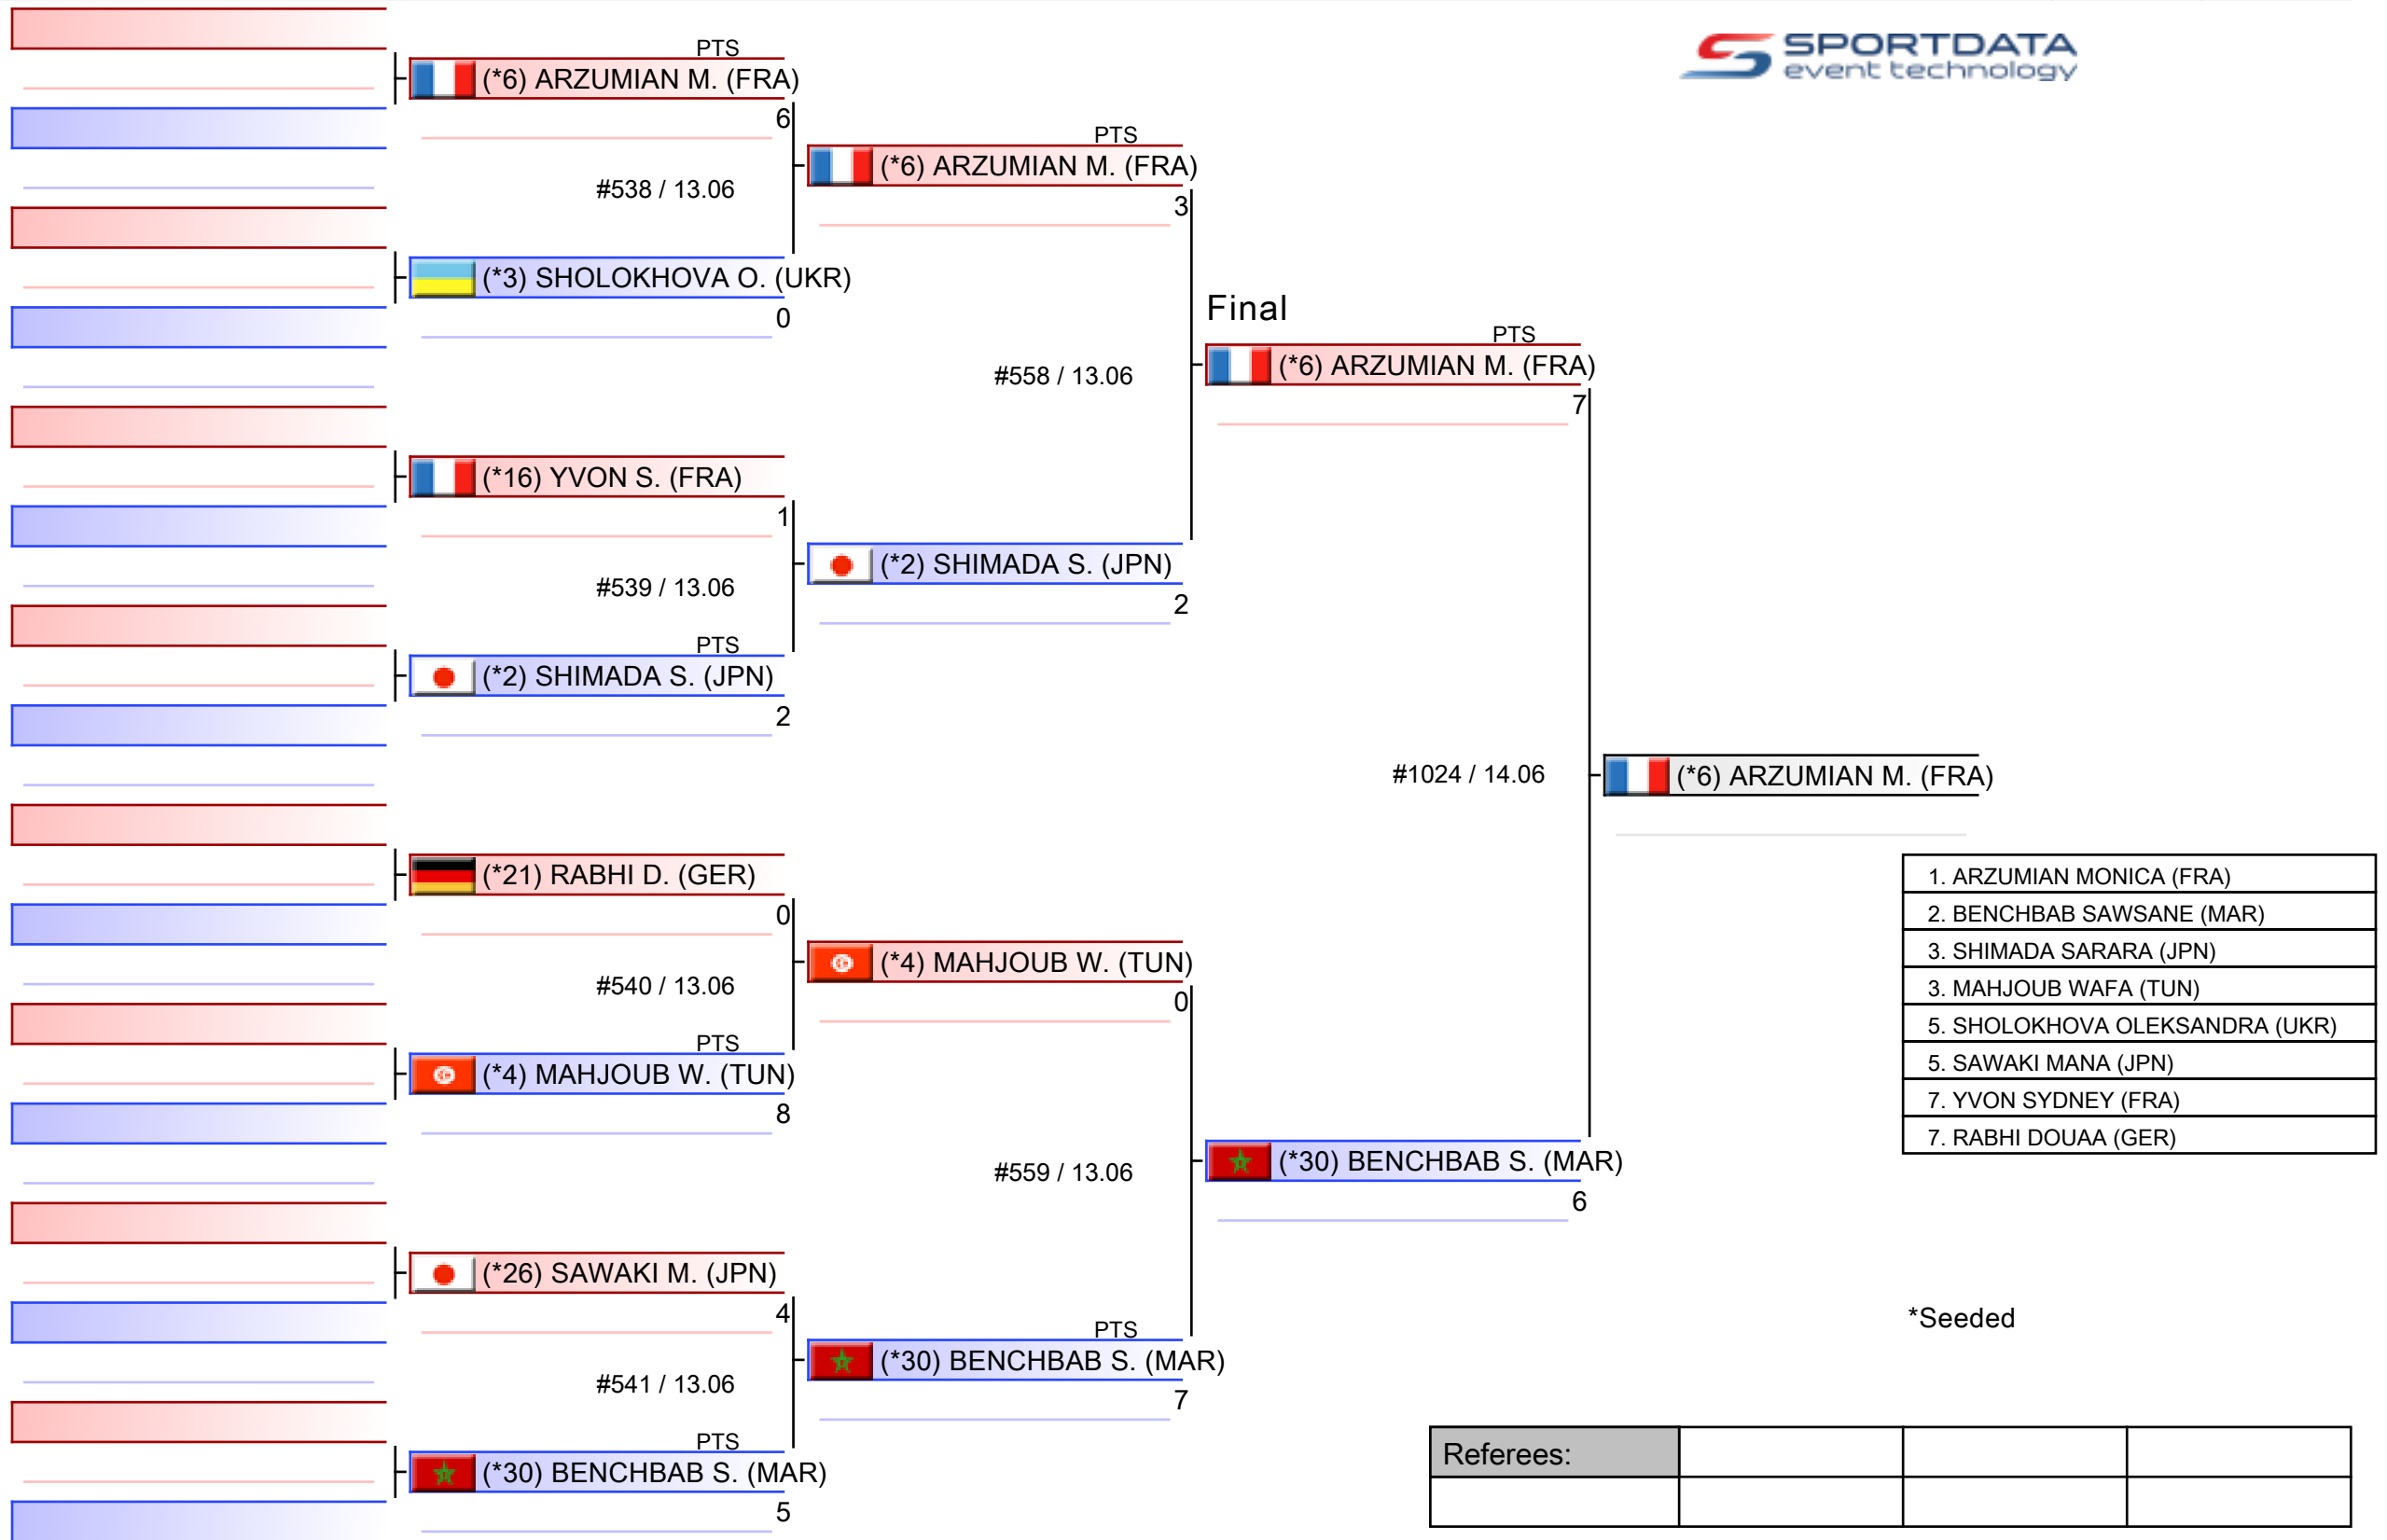 SPORTDATA
event technology
PTS
(*6) ARZUMIAN M. (FRA)
6
#538 / 13.06
(*3) SHOLOKHOVA O. (UKR)
0
(*16) YVON S. (FRA)
1
#539 / 13.06
PTS
(*2) SHIMADA S. (JPN)
2
(*21) RABHI D. (GER)
0
#540 / 13.06
PTS
(*4) MAHJOUB W. (TUN)
8
(*26) SAWAKI M. (JPN)
4
#541 / 13.06
PTS
(*30) BENCHBAB S. (MAR)
5
PTS
(*6) ARZUMIAN M. (FRA)
3
#558 / 13.06
(*2) SHIMADA S. (JPN)
2
(*4) MAHJOUB W. (TUN)
0
#559 / 13.06
PTS
(*30) BENCHBAB S. (MAR)
7
Final
PTS
(*6) ARZUMIAN M. (FRA)
7
#1024 / 14.06
(*30) BENCHBAB S. (MAR)
6
(*6) ARZUMIAN M. (FRA)
1. ARZUMIAN MONICA (FRA)
2. BENCHBAB SAWSANE (MAR)
3. SHIMADA SARARA (JPN)
3. MAHJOUB WAFA (TUN)
5. SHOLOKHOVA OLEKSANDRA (UKR)
5. SAWAKI MANA (JPN)
7. YVON SYDNEY (FRA)
7. RABHI DOUAA (GER)
*Seeded
Referees: